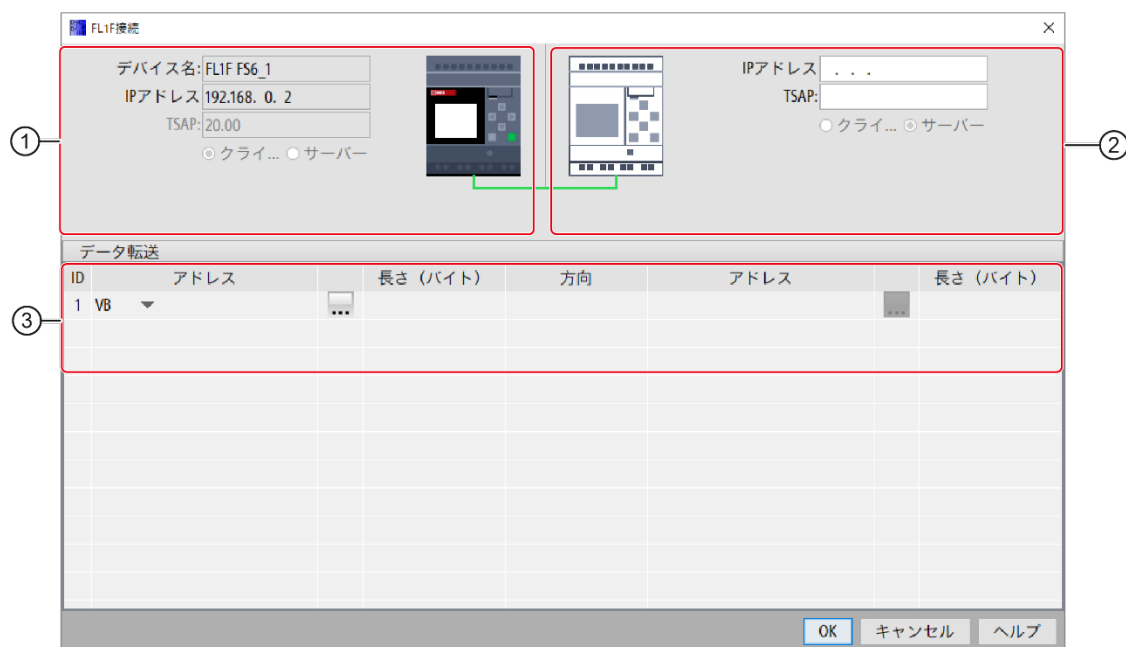 FL1F接続
①
デバイス名: FL1F FS6_1
IPアドレス 192.168. 0. 2
TSAP: 20.00
クライ... サーバー
②
IPアドレス . . .
TSAP:
クライ... サーバー
データ転送
③
ID アドレス 長さ（バイト） 方向 アドレス 長さ（バイト）
1 VB ...
OK キャンセル ヘルプ